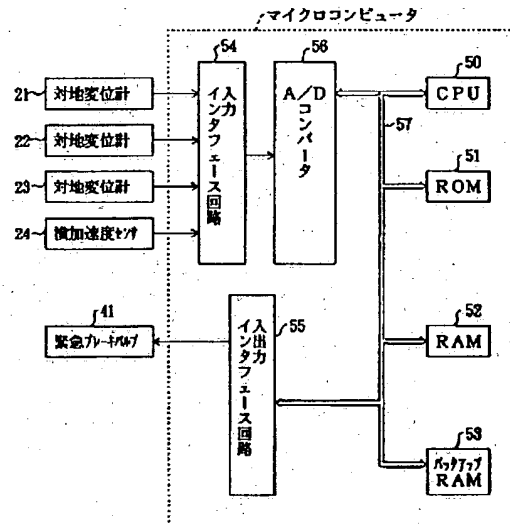 マイクロコンピュータ
54
56
50
21 対地変位計
入力インタフェース回路
A/Dコンバータ
CPU
57
22 対地変位計
51
23 対地変位計
ROM
24 横加速度センサ
41
55
52
緊急ブレーキバルブ
入出力インタフェース回路
RAM
53
バックアップ
RAM